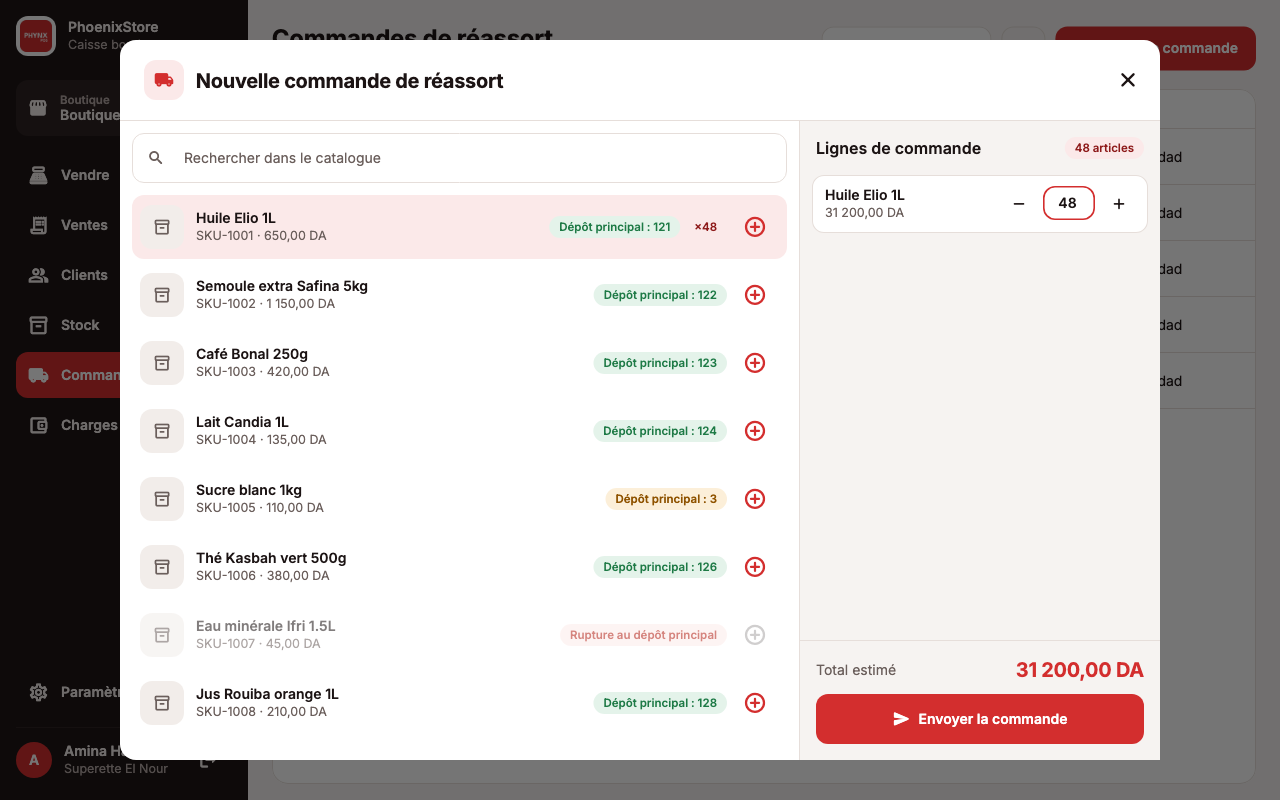 PHYNX
PhoenixStore
Caisse bo
Commandes de réassort
commande
Boutique
Boutique
Vendre
Ventes
Clients
Stock
Comman
Charges
Paramètr
A
Amina H
Superette El Nour
Nouvelle commande de réassort
Rechercher dans le catalogue
Huile Elio 1L
SKU-1001 · 650,00 DA
Dépôt principal : 121
×48
Semoule extra Safina 5kg
SKU-1002 · 1 150,00 DA
Dépôt principal : 122
Café Bonal 250g
SKU-1003 · 420,00 DA
Dépôt principal : 123
Lait Candia 1L
SKU-1004 · 135,00 DA
Dépôt principal : 124
Sucre blanc 1kg
SKU-1005 · 110,00 DA
Dépôt principal : 3
Thé Kasbah vert 500g
SKU-1006 · 380,00 DA
Dépôt principal : 126
Eau minérale Ifri 1.5L
SKU-1007 · 45,00 DA
Rupture au dépôt principal
Jus Rouiba orange 1L
SKU-1008 · 210,00 DA
Dépôt principal : 128
Lignes de commande
48 articles
Huile Elio 1L
31 200,00 DA
− 48 +
Total estimé
31 200,00 DA
Envoyer la commande
dad
dad
dad
dad
dad